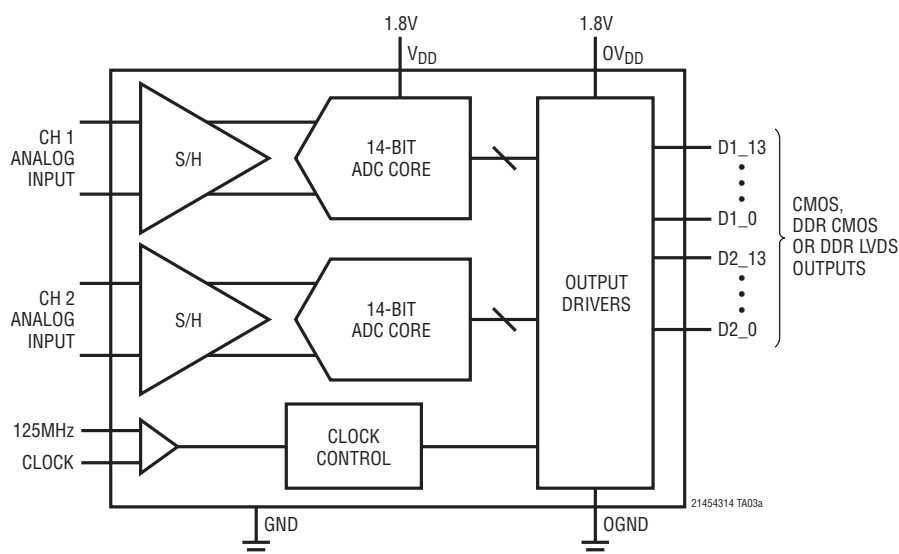 1.8V
1.8V
VDD
OVDD
CH 1
ANALOG
INPUT
S/H
14-BIT
ADC CORE
D1_13
D1_0
D2_13
D2_0
CMOS,
DDR CMOS
OR DDR LVDS
OUTPUTS
OUTPUT
DRIVERS
CH 2
ANALOG
INPUT
S/H
14-BIT
ADC CORE
125MHz
CLOCK
CLOCK
CONTROL
21454314 TA03a
GND
OGND